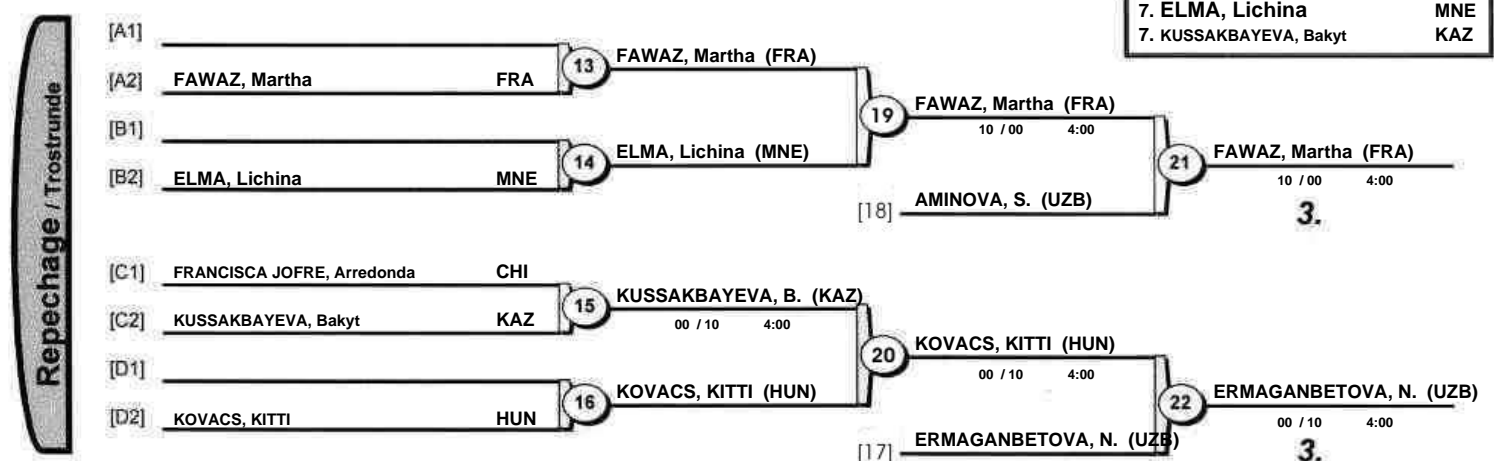 7. ELMA, Lichina MNE
7. KUSSAKBAYEVA, Bakyt KAZ
Repechage / Trostrunde
[A1]
[A2] FAWAZ, Martha FRA
13
FAWAZ, Martha (FRA)
[B1]
[B2] ELMA, Lichina MNE
14
ELMA, Lichina (MNE)
19
FAWAZ, Martha (FRA)
10 / 00 4:00
[18] AMINOVA, S. (UZB)
21
FAWAZ, Martha (FRA)
10 / 00 4:00
3.
[C1] FRANCISCA JOFRE, Arredonda CHI
[C2] KUSSAKBAYEVA, Bakyt KAZ
15
KUSSAKBAYEVA, B. (KAZ)
00 / 10 4:00
[D1]
[D2] KOVACS, KITTI HUN
16
KOVACS, KITTI (HUN)
20
KOVACS, KITTI (HUN)
00 / 10 4:00
[17] ERMAGANBETOVA, N. (UZB)
22
ERMAGANBETOVA, N. (UZB)
00 / 10 4:00
3.